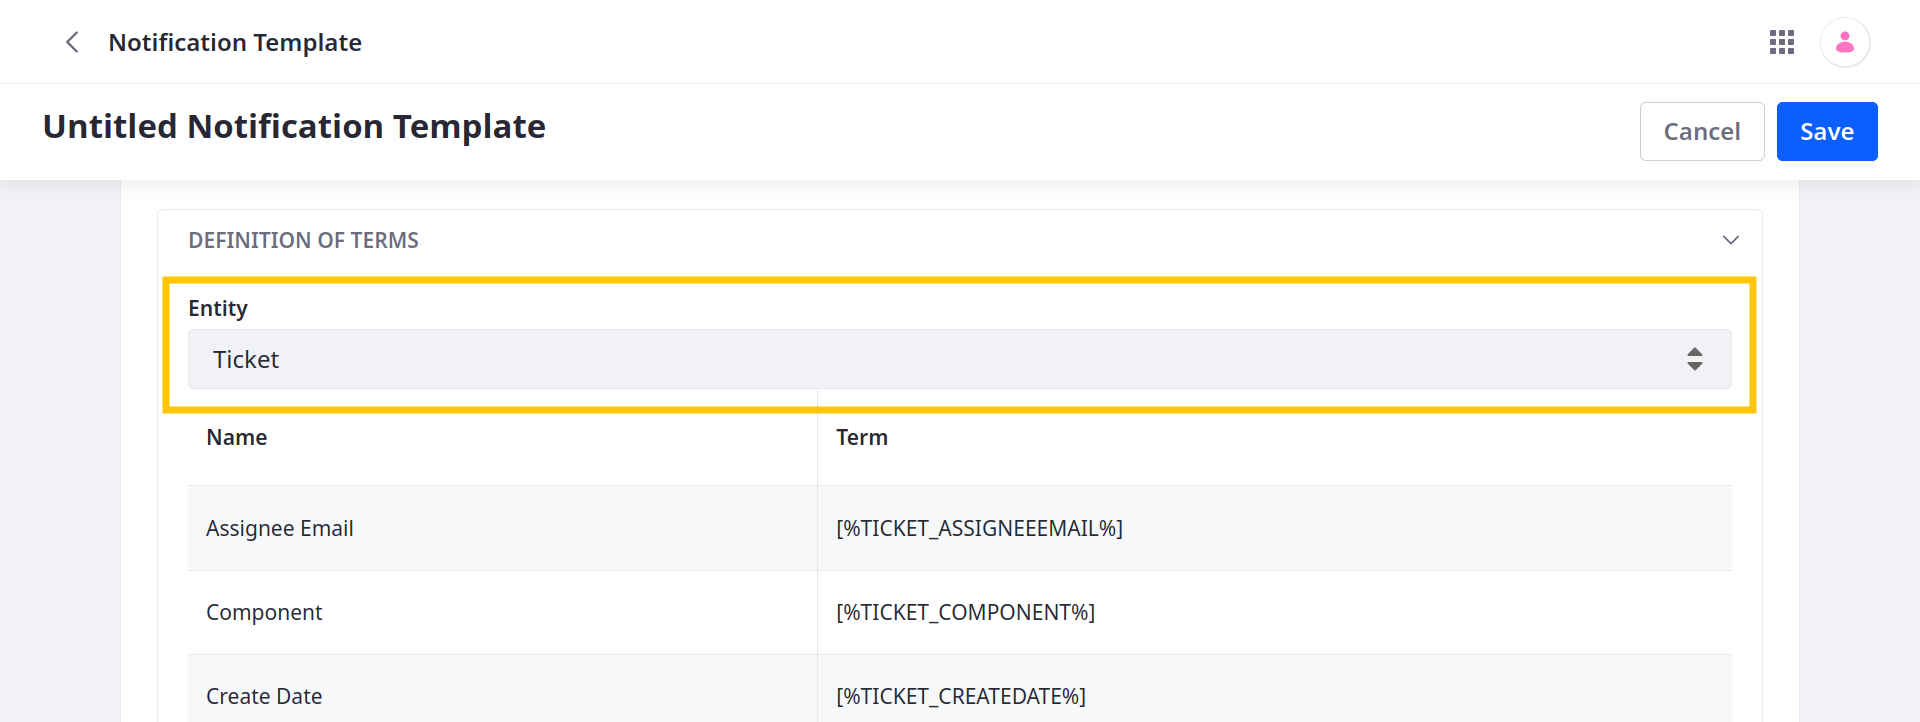 Notification Template
Untitled Notification Template
Cancel
Save
DEFINITION OF TERMS
Entity
Ticket
Name
Term
Assignee Email
[%TICKET_ASSIGNEEEMAIL%]
Component
[%TICKET_COMPONENT%]
Create Date
[%TICKET_CREATEDATE%]